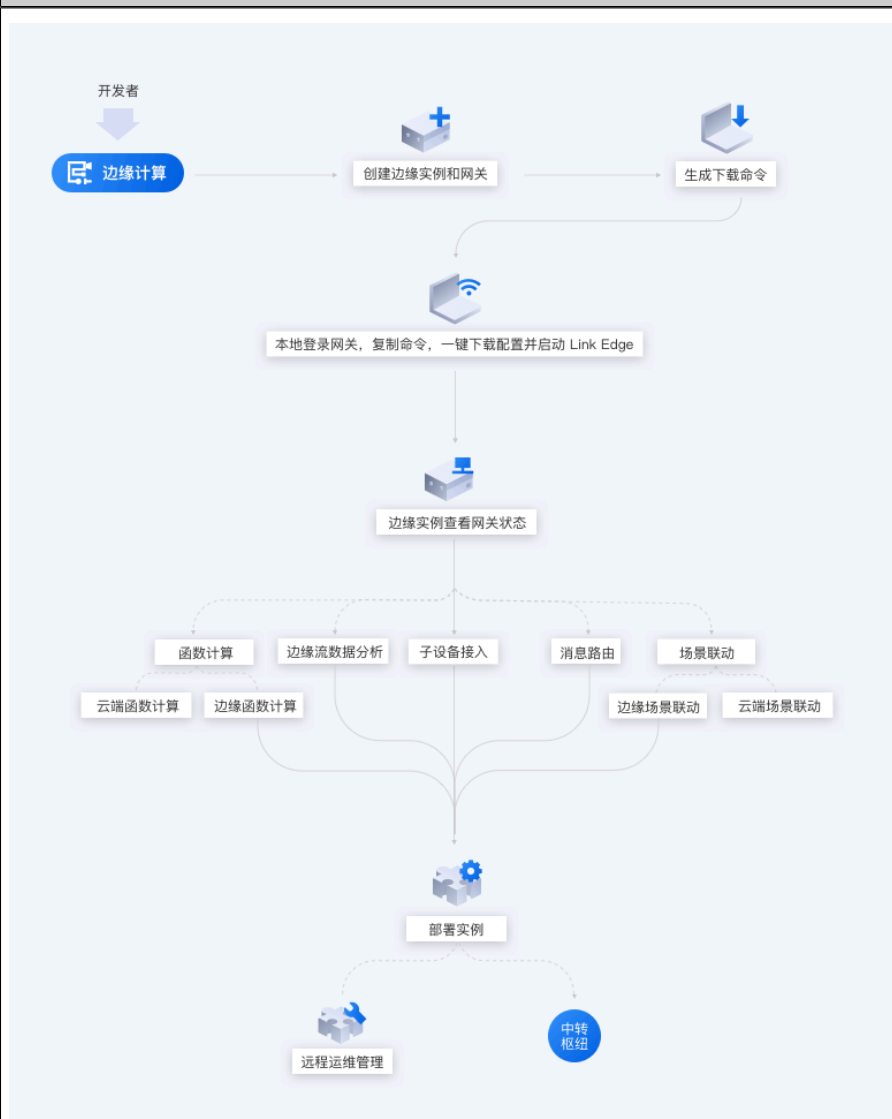 开发者
边缘计算
创建边缘实例和网关
生成下载命令
本地登录网关，复制命令，一键下载配置并启动 Link Edge
边缘实例查看网关状态
函数计算
边缘流数据分析
子设备接入
消息路由
场景联动
云端函数计算
边缘函数计算
边缘场景联动
云端场景联动
部署实例
远程运维管理
中转
枢纽